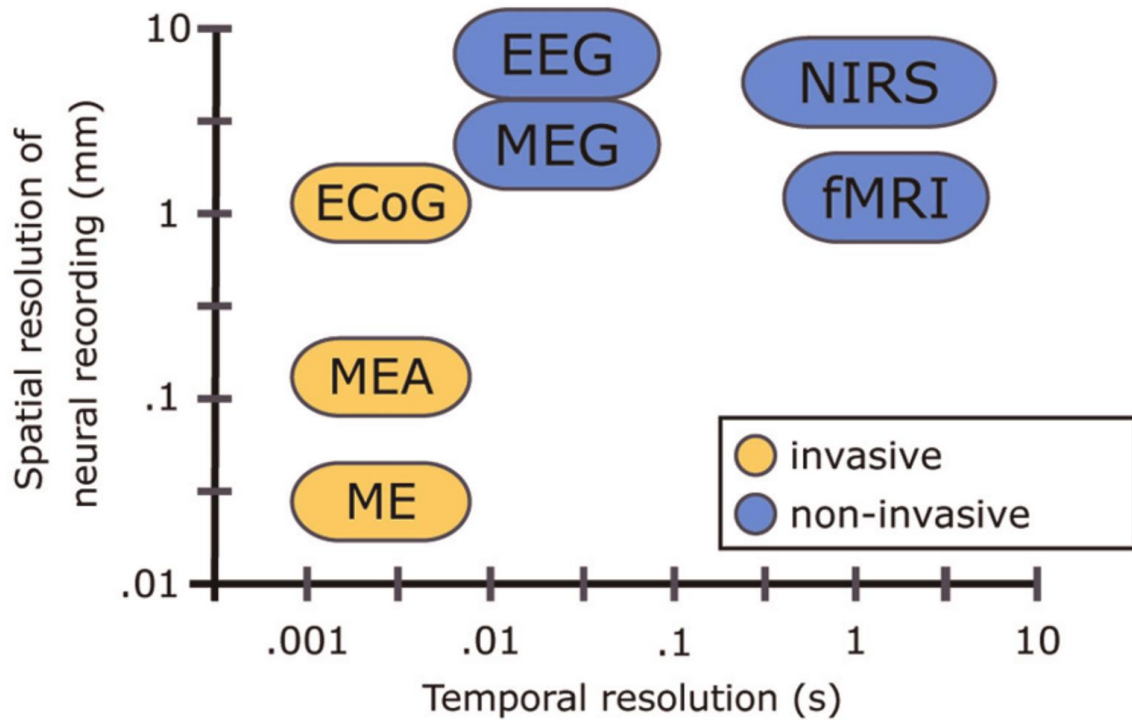 Spatial resolution of
neural recording (mm)
10
1
.1
.01
EEG
NIRS
MEG
ECoG
fMRI
MEA
ME
invasive
non-invasive
.001
.01
.1
1
10
Temporal resolution (s)